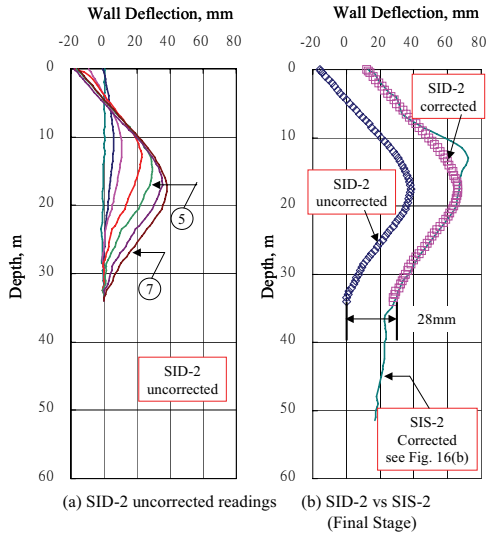 Wall Deflection, mm
-20 0 20 40 60 80
Depth, m
0
10
20
30
40
50
60
5
7
SID-2
uncorrected
(a) SID-2 uncorrected readings
Wall Deflection, mm
-20 0 20 40 60 80
Depth, m
0
10
20
30
40
50
60
SID-2
corrected
SID-2
uncorrected
28mm
SIS-2
Corrected
see Fig. 16(b)
(b) SID-2 vs SIS-2
(Final Stage)